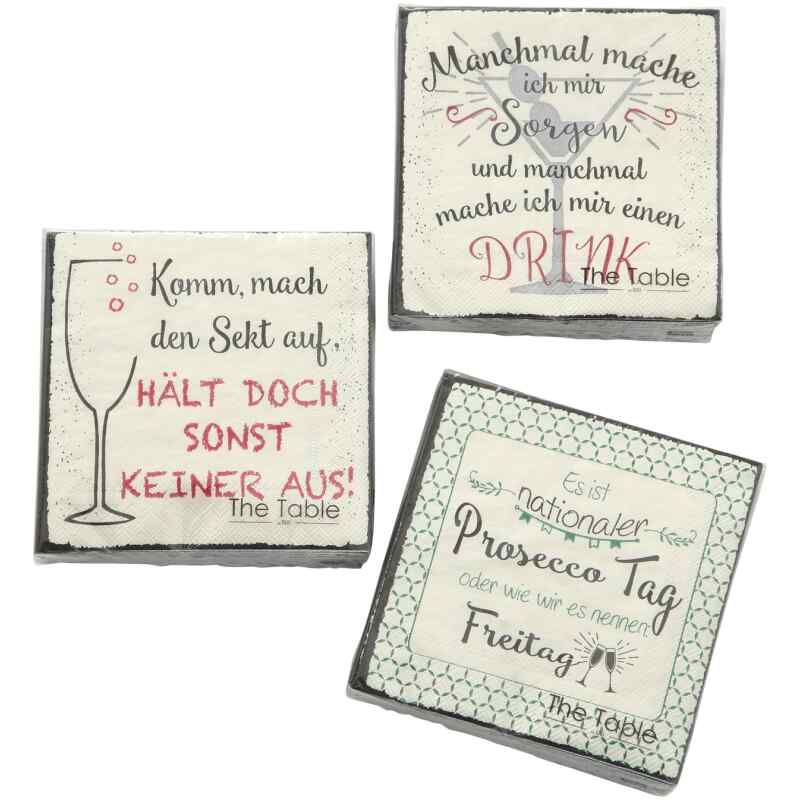 Manchmal mache
ich mir
Sorgen
und manchmal
mache ich mir einen
DRINK
The Table
Komm, mach
den Sekt auf,
HÄLT DOCH
SONST
KEINER AUS!
The Table
Es ist
nationaler
Prosecco Tag
oder wie wir es nennen:
Freitag
The Table